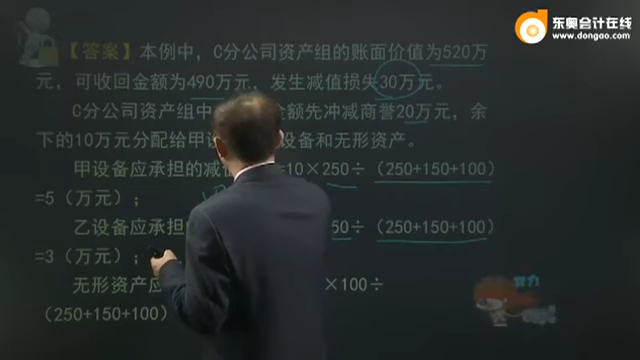 东奥会计在线
www.dongao.com
【答案】本例中，C分公司资产组的账面价值为520万
元，可收回金额为490万元，发生减值损失30万元。
C分公司资产组中 额先冲减商誉20万元，余
下的10万元分配给甲设 设备和无形资产。
甲设备应承担的减值 =10×250÷（250+150+100）
=5（万元）；
乙设备应承担的 50÷（250+150+100）
=3（万元）；
无形资产应 ×100÷
（250+150+100）